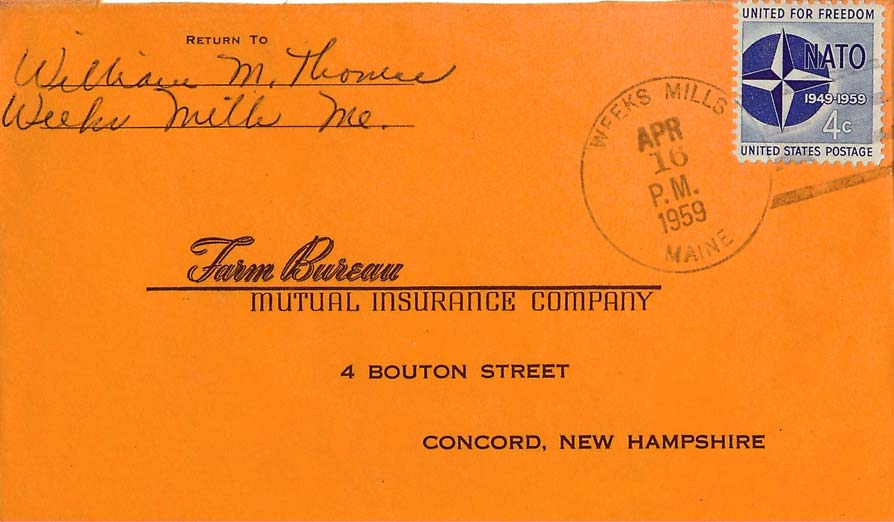 RETURN TO
William M. Thomas
Weeks Mills Me.
UNITED FOR FREEDOM
NATO
1949-1959
4c
UNITED STATES POSTAGE
WEEKS MILLS
APR
16
P.M.
1959
MAINE
Farm Bureau
MUTUAL INSURANCE COMPANY
4 BOUTON STREET
CONCORD, NEW HAMPSHIRE